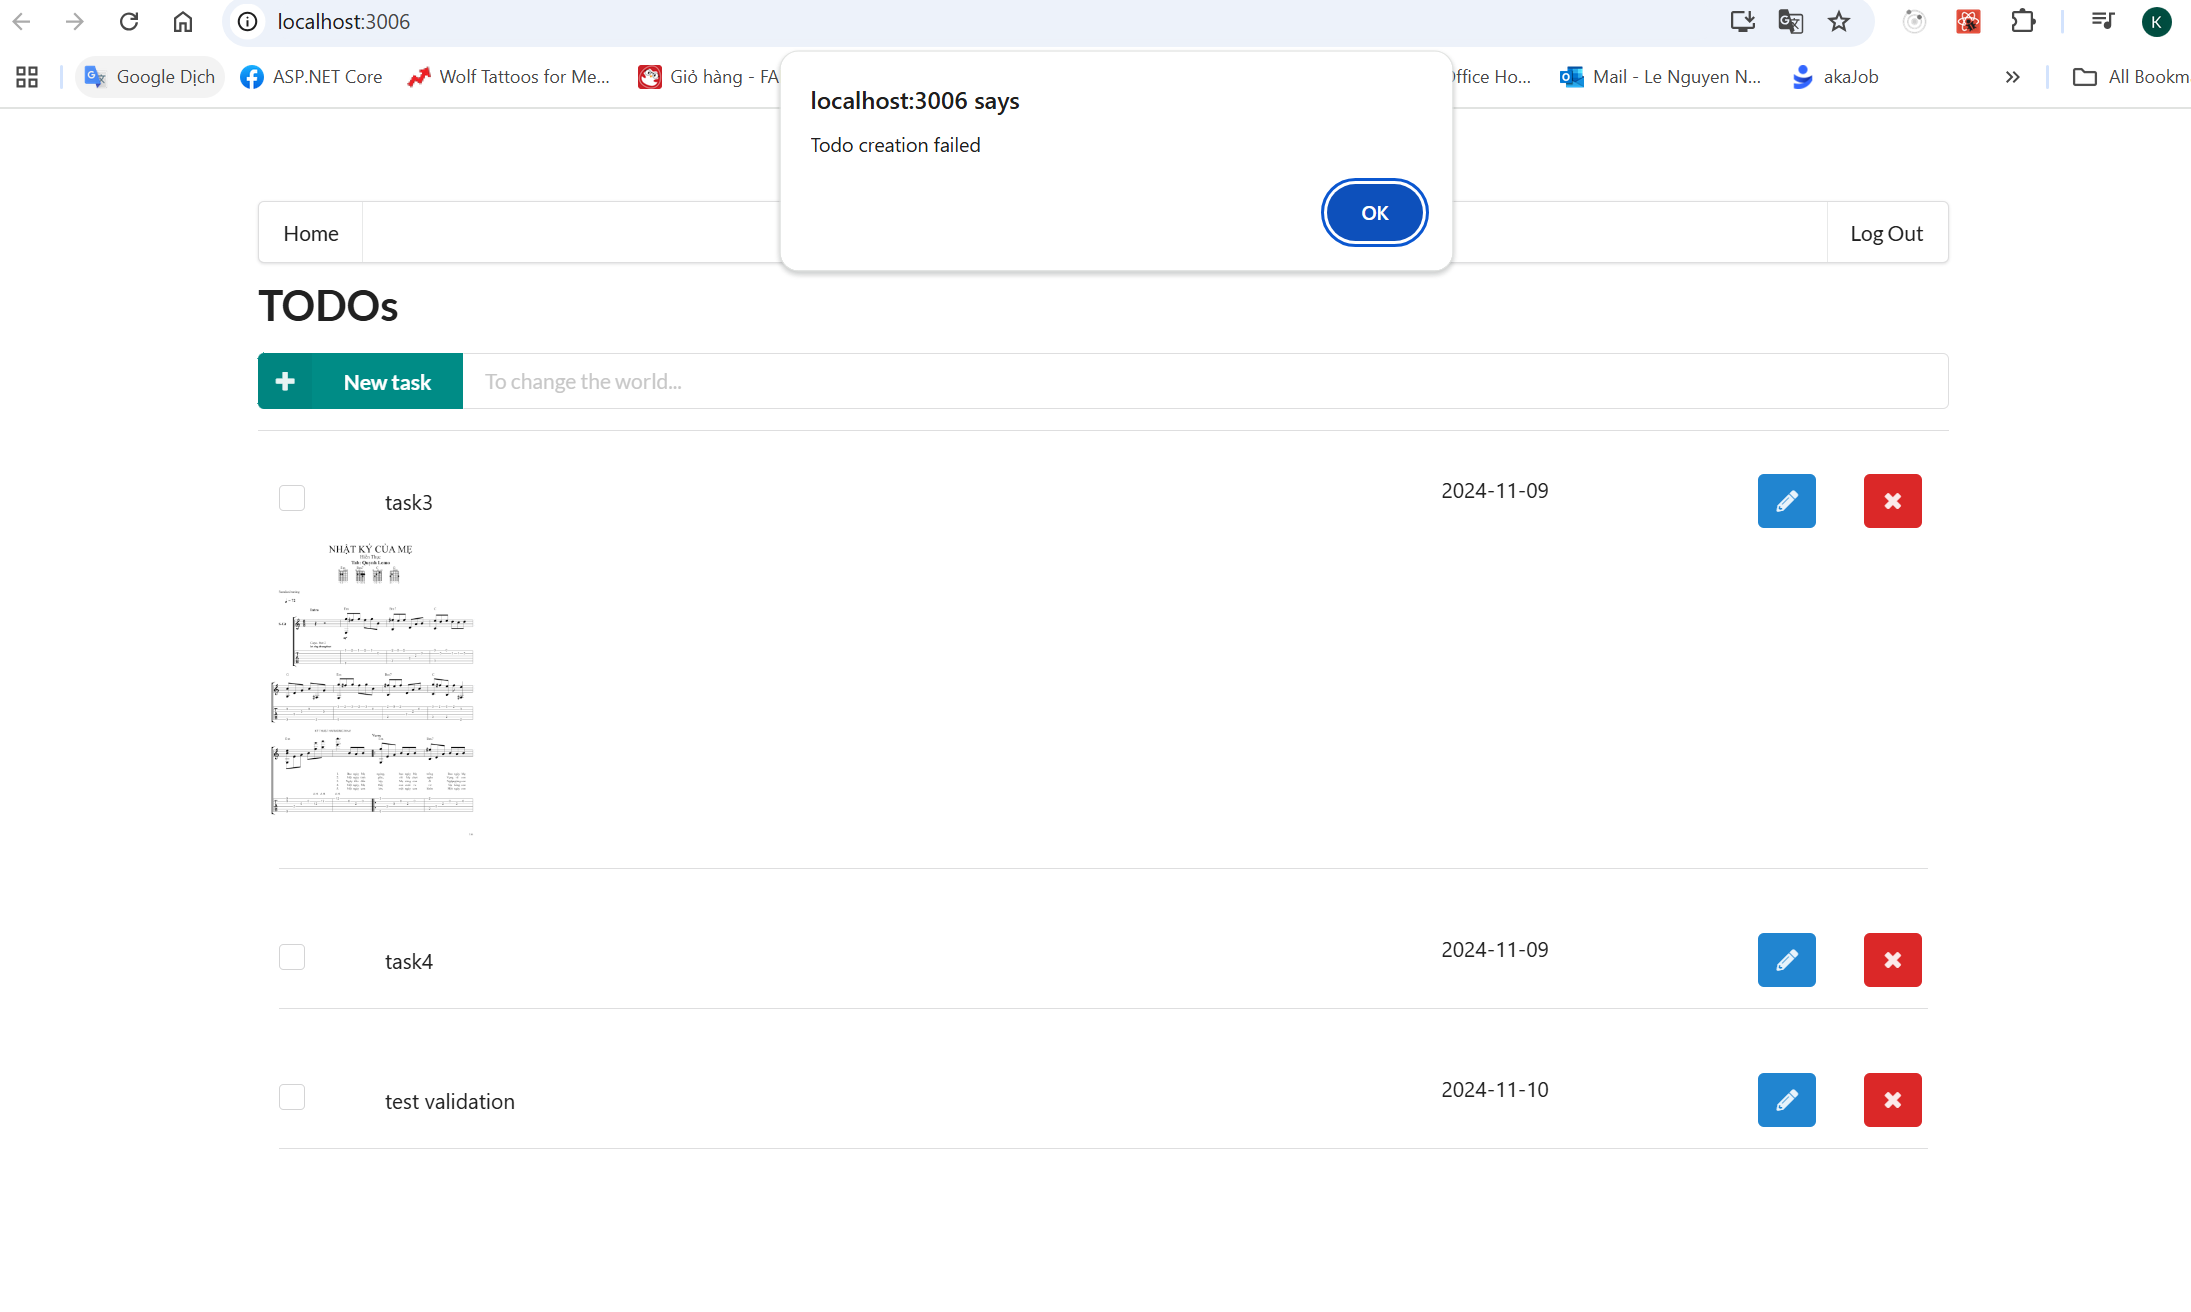 localhost:3006
Google Dịch
ASP.NET Core
Wolf Tattoos for Me...
Giỏ hàng - FA
ffice Ho...
Mail - Le Nguyen N...
akaJob
All Bookm
K
localhost:3006 says
Todo creation failed
OK
Home
Log Out
TODOs
New task
To change the world...
task3
2024-11-09
NHẬT KÝ CỦA MẸ
task4
2024-11-09
test validation
2024-11-10